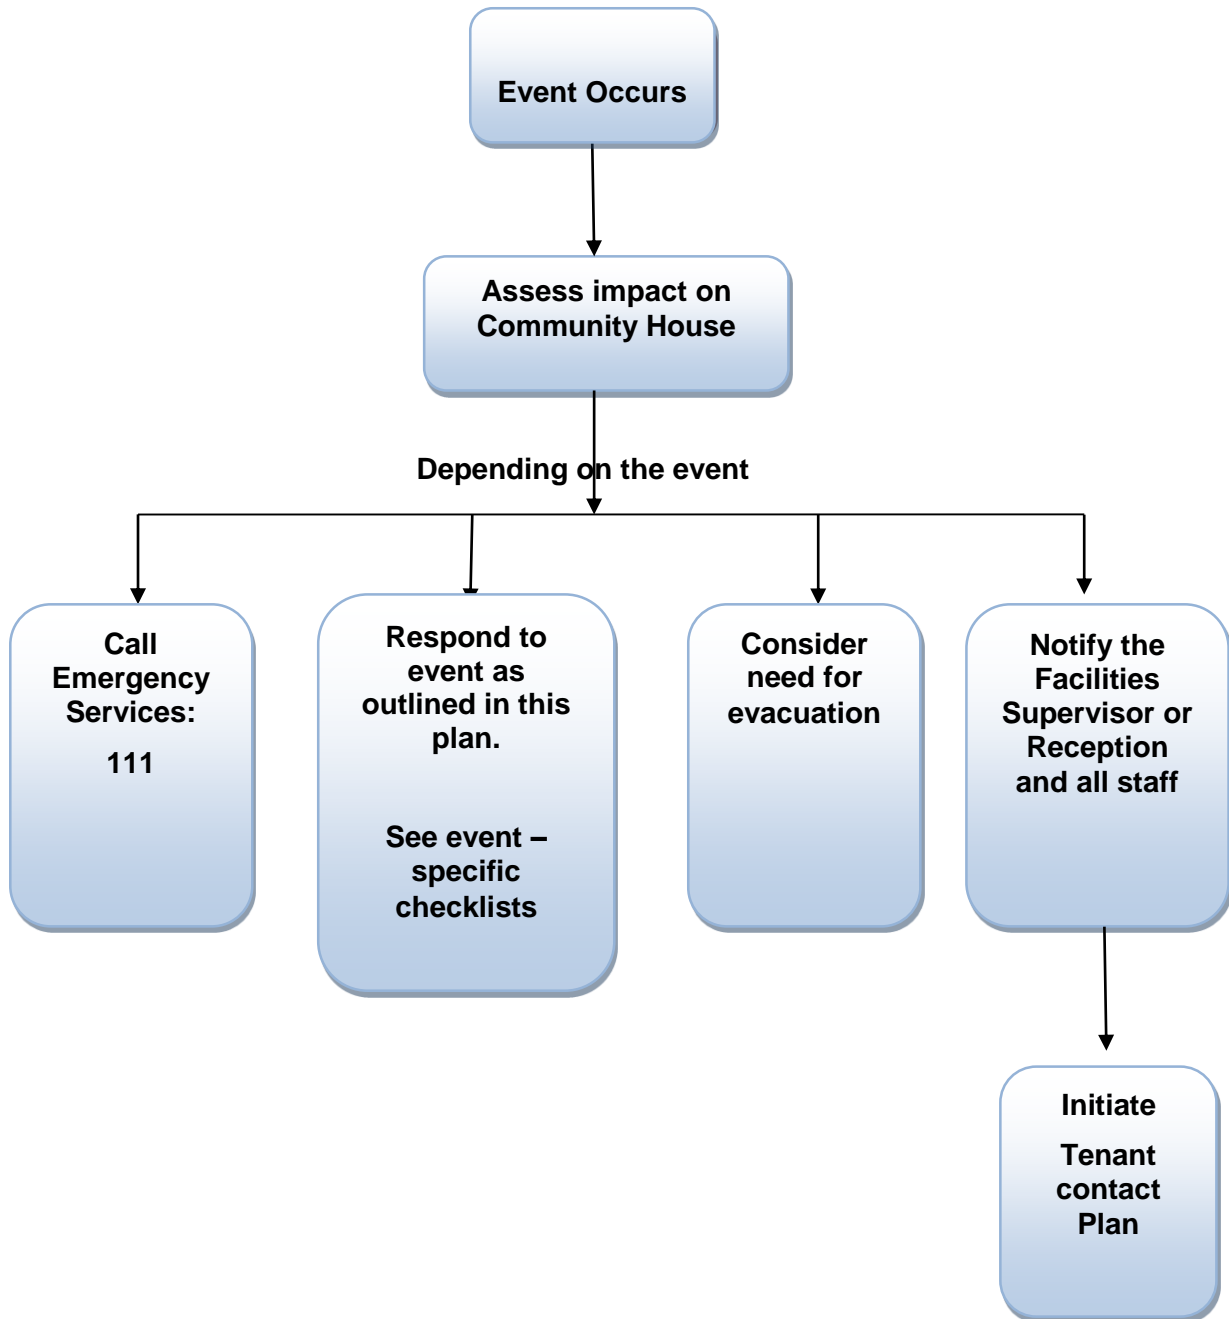 Event Occurs
Assess impact on
Community House
Depending on the event
Call
Emergency
Services:
111
Respond to
event as
outlined in this
plan.
See event –
specific
checklists
Consider
need for
evacuation
Notify the
Facilities
Supervisor or
Reception
and all staff
Initiate
Tenant
contact
Plan